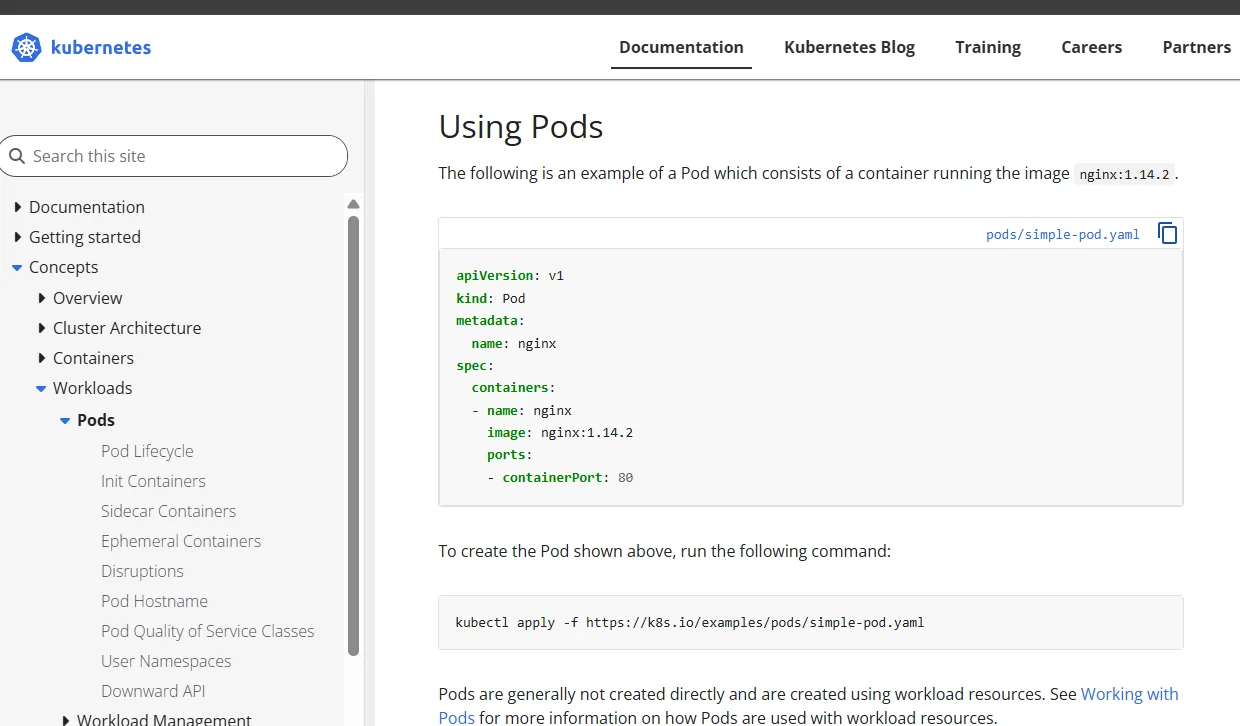 kubernetes
Documentation
Kubernetes Blog
Training
Careers
Partners
Search this site
Documentation
Getting started
Concepts
Overview
Cluster Architecture
Containers
Workloads
Pods
Pod Lifecycle
Init Containers
Sidecar Containers
Ephemeral Containers
Disruptions
Pod Hostname
Pod Quality of Service Classes
User Namespaces
Downward API
Workload Management
Using Pods
The following is an example of a Pod which consists of a container running the image nginx:1.14.2.
pods/simple-pod.yaml
apiVersion: v1
kind: Pod
metadata:
  name: nginx
spec:
  containers:
  - name: nginx
    image: nginx:1.14.2
    ports:
    - containerPort: 80
To create the Pod shown above, run the following command:
kubectl apply -f https://k8s.io/examples/pods/simple-pod.yaml
Pods are generally not created directly and are created using workload resources. See Working with
Pods for more information on how Pods are used with workload resources.